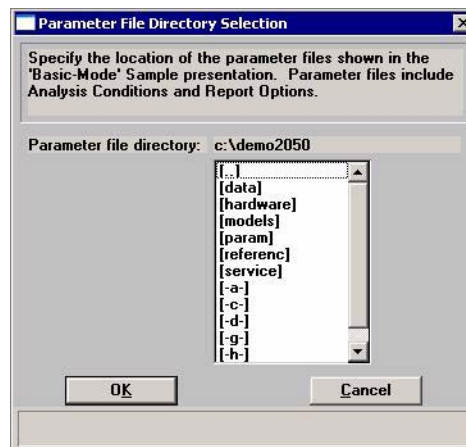 Parameter File Directory Selection
Specify the location of the parameter files shown in the
'Basic-Mode' Sample presentation. Parameter files include
Analysis Conditions and Report Options.
Parameter file directory: c:\demo2050
[..]
[data]
[hardware]
[models]
[param]
[referenc]
[service]
[-a-]
[-c-]
[-d-]
[-g-]
[-h-]
OK Cancel